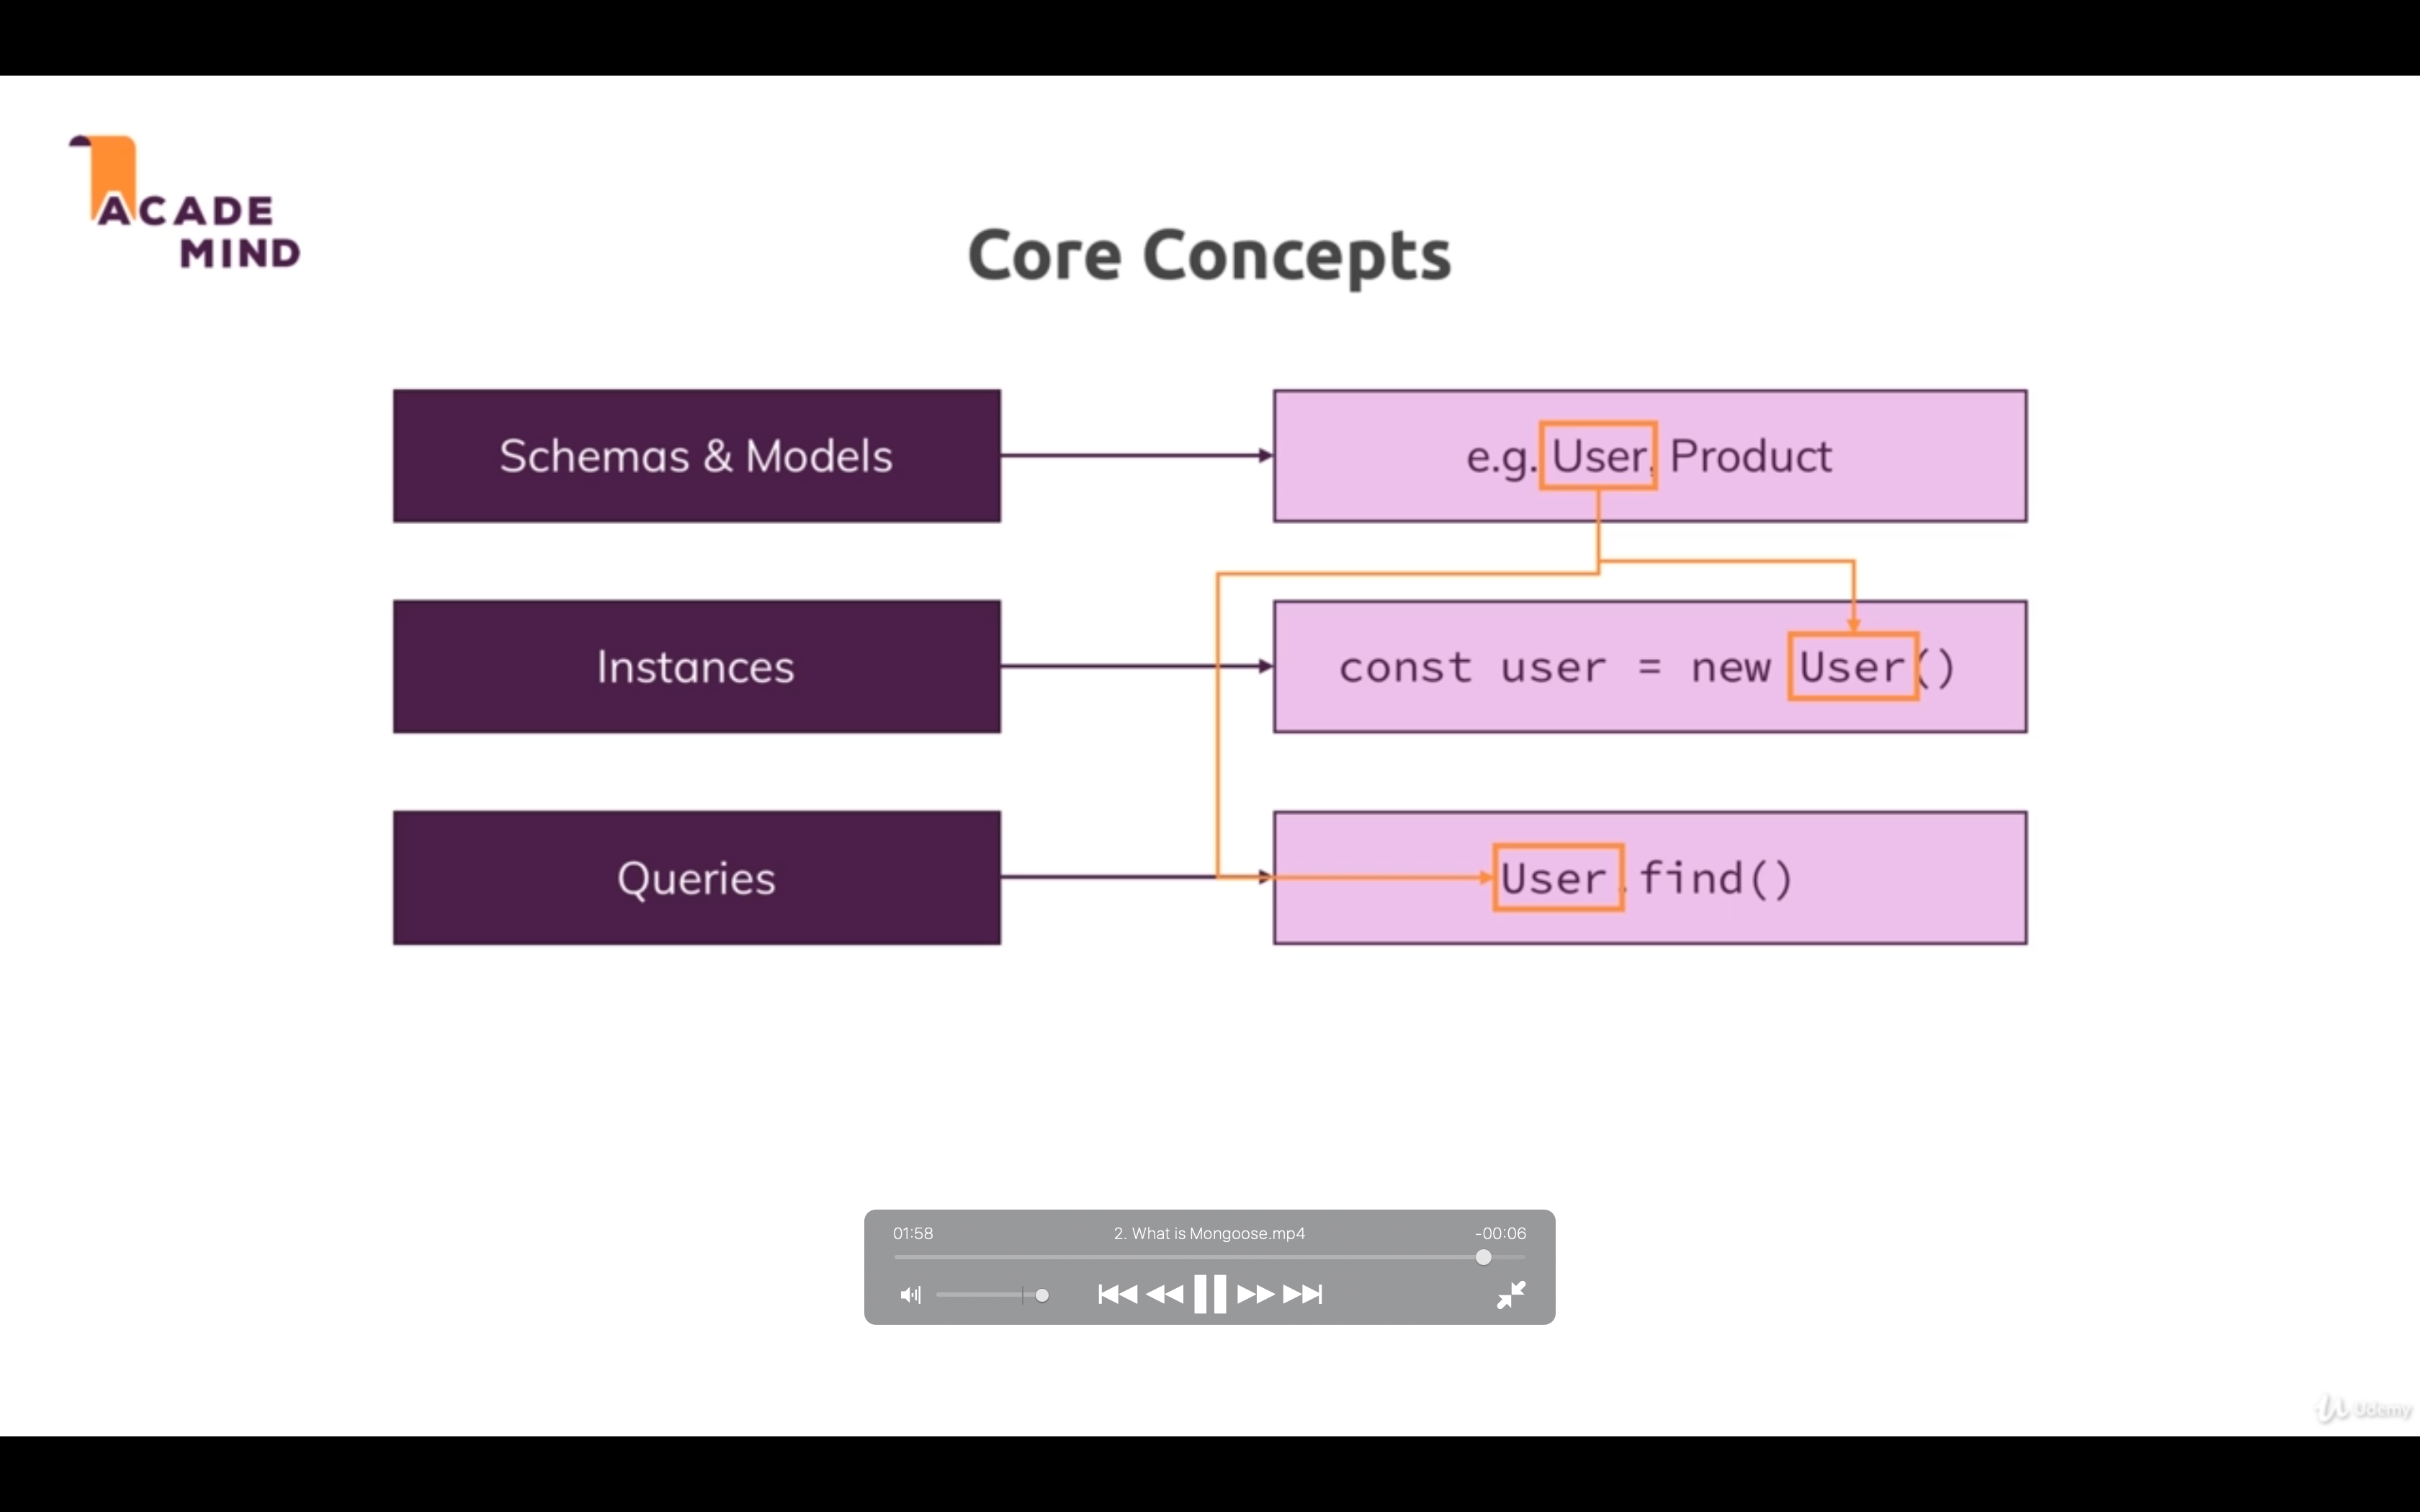 ACADE
MIND
Core Concepts
Schemas & Models
e.g. User, Product
Instances
const user = new User()
Queries
User.find()
01:58
2. What is Mongoose.mp4
-00:06
Udemy